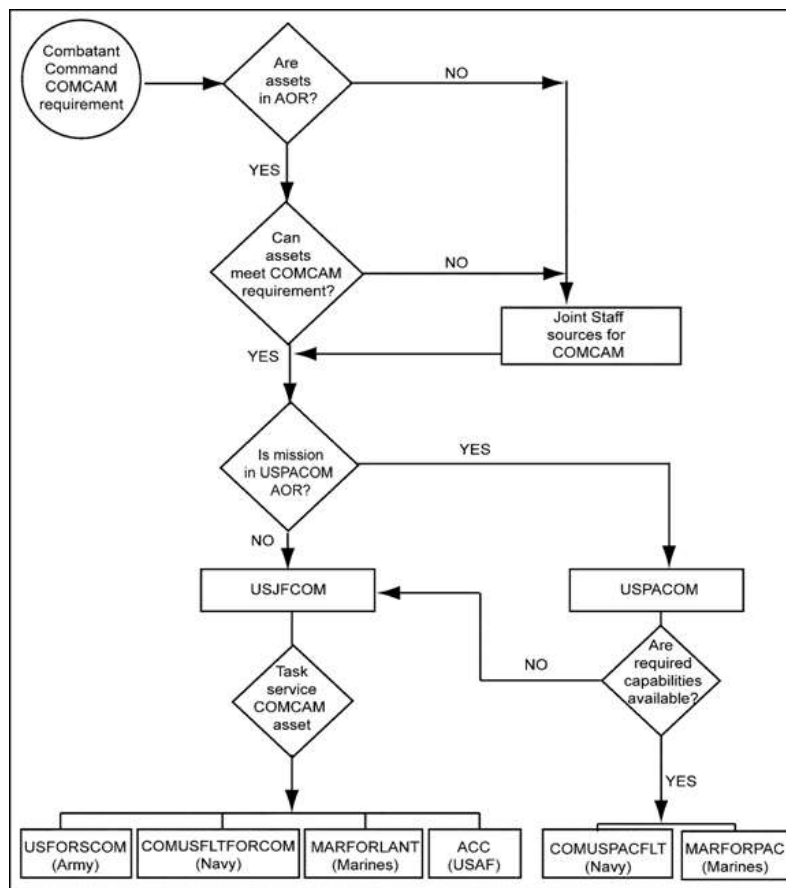 Combatant
Command
COMCAM
requirement
Are
assets
in AOR?
NO
YES
Can
assets
meet COMCAM
requirement?
NO
YES
Joint Staff
sources for
COMCAM
Is mission
in USPACOM
AOR?
YES
NO
USJFCOM
USPACOM
Task
service
COMCAM
asset
NO
Are
required
capabilities
available?
YES
USFORSCOM
(Army)
COMUSFLTFORCOM
(Navy)
MARFORLANT
(Marines)
ACC
(USAF)
COMUSPACFLT
(Navy)
MARFORPAC
(Marines)